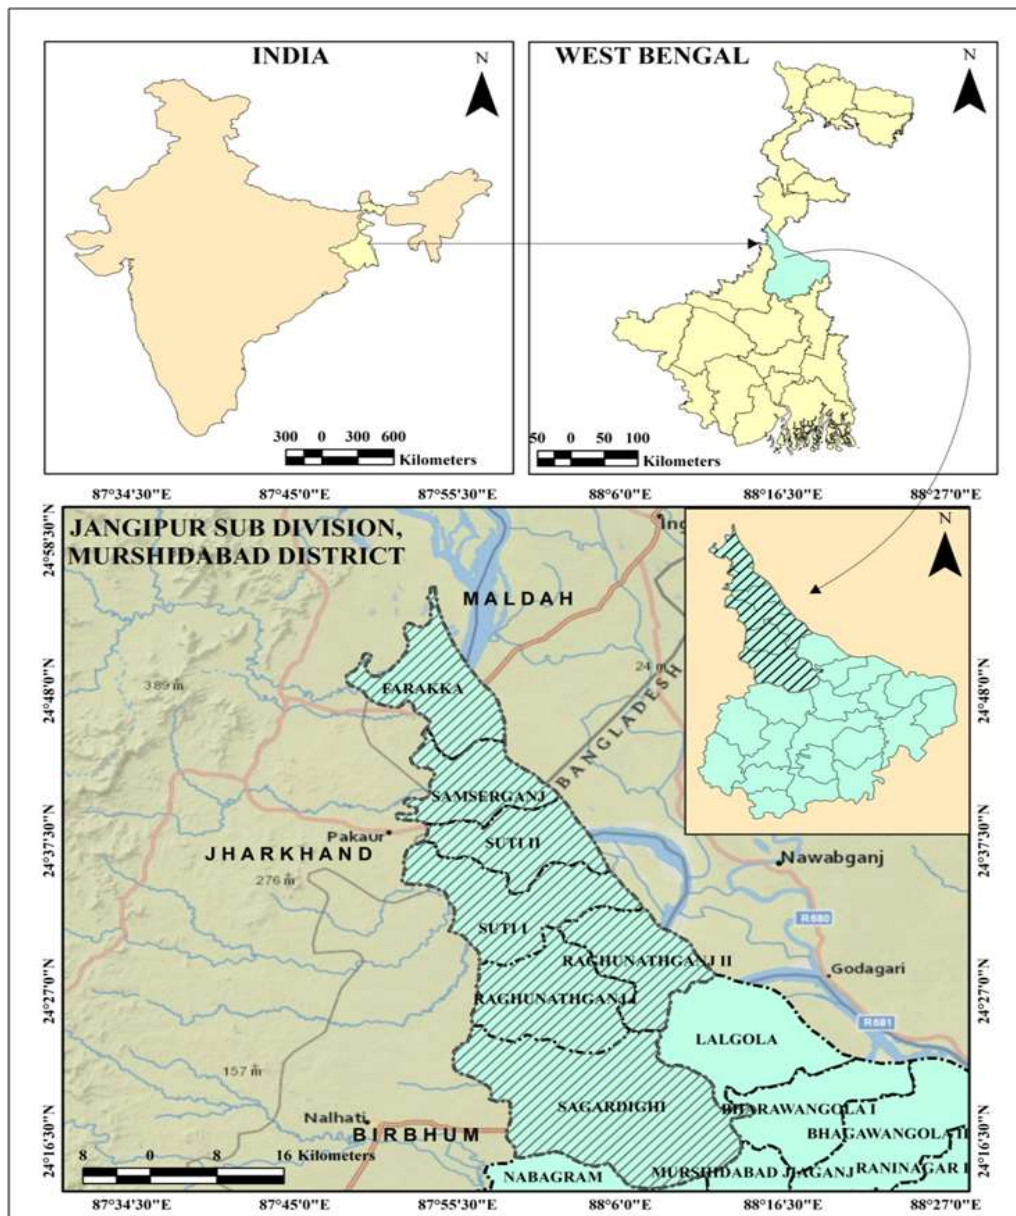 INDIA
N
300 0 300 600
Kilometers
WEST BENGAL
N
50 0 50 100
Kilometers
87°34'30"E 87°45'0"E 87°55'30"E 88°6'0"E 88°16'30"E 88°27'0"E
JANGIPUR SUB DIVISION,
MURSHIDABAD DISTRICT
24°58'30"N
24°48'0"N
24°37'30"N
24°27'0"N
24°16'30"N
Ing
N
MALDAH
24 m
389 m
FARAKKA
BANGLADESH
SAMSERGANJ
Pakaur
SUTI II
JHARKHAND
Nawabganj
276 m
R680
SUTI I
RAGHUNATHGANJ II
Godagari
RAGHUNATHGANJ I
R681
LALGOLA
157 m
SAGARDIGHI
BHARAWANGOLA I
Nalhati
BIRBHUM
BHAGAWANGOLA II
8 0 8 16 Kilometers
NABAGRAM
MURSHIDABAD JIAGANJ
RANINAGAR I
24°48'0"N
24°37'30"N
24°27'0"N
24°16'30"N
87°34'30"E 87°45'0"E 87°55'30"E 88°6'0"E 88°16'30"E 88°27'0"E